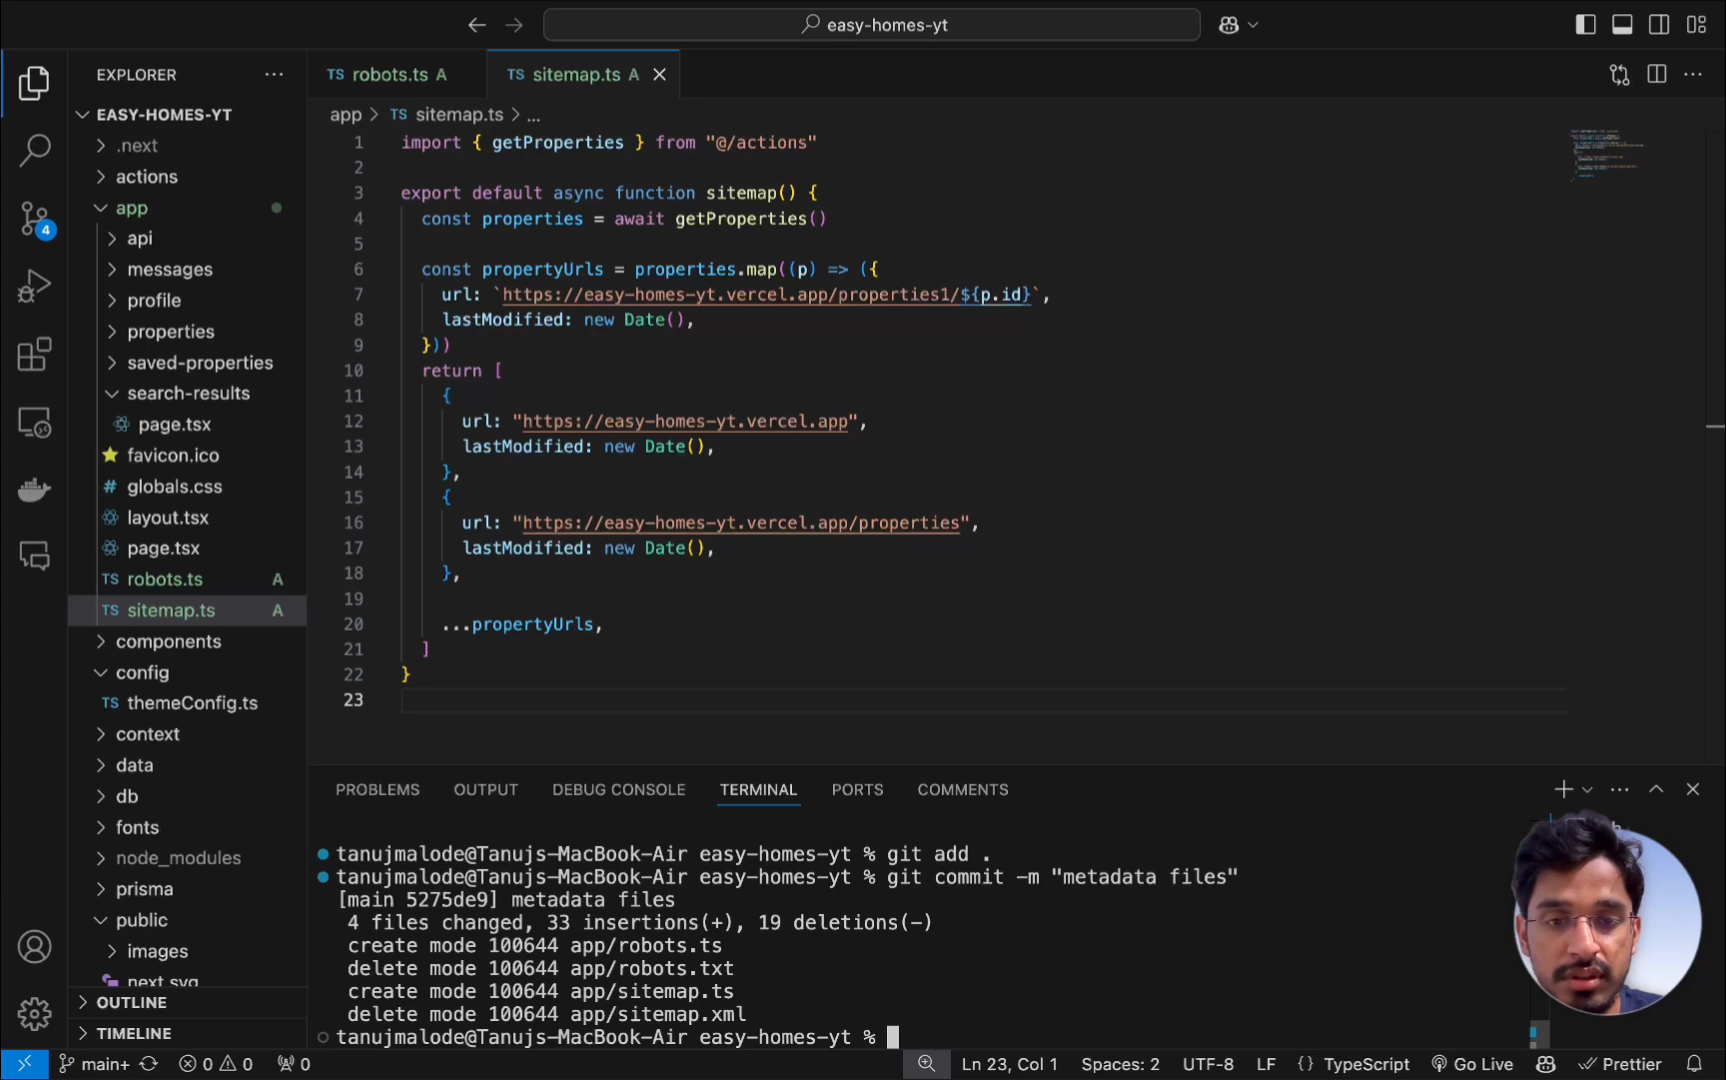 easy-homes-yt
EXPLORER
EASY-HOMES-YT
.next
actions
app
api
messages
profile
properties
saved-properties
search-results
page.tsx
favicon.ico
# globals.css
layout.tsx
page.tsx
TS robots.ts A
TS sitemap.ts A
components
config
TS themeConfig.ts
context
data
db
fonts
node_modules
prisma
public
images
next.svg
OUTLINE
TIMELINE
4
TS robots.ts A
TS sitemap.ts A
app > TS sitemap.ts > ...
1 import { getProperties } from "@/actions"
2
3 export default async function sitemap() {
4 const properties = await getProperties()
5
6 const propertyUrls = properties.map((p) => ({
7 url: `https://easy-homes-yt.vercel.app/properties1/${p.id}`,
8 lastModified: new Date(),
9 }))
10 return [
11 {
12 url: "https://easy-homes-yt.vercel.app",
13 lastModified: new Date(),
14 },
15 {
16 url: "https://easy-homes-yt.vercel.app/properties",
17 lastModified: new Date(),
18 },
19
20 ...propertyUrls,
21 ]
22 }
23
PROBLEMS OUTPUT DEBUG CONSOLE TERMINAL PORTS COMMENTS
tanujmalode@Tanujs-MacBook-Air easy-homes-yt % git add .
tanujmalode@Tanujs-MacBook-Air easy-homes-yt % git commit -m "metadata files"
[main 5275de9] metadata files
4 files changed, 33 insertions(+), 19 deletions(-)
create mode 100644 app/robots.ts
delete mode 100644 app/robots.txt
create mode 100644 app/sitemap.ts
delete mode 100644 app/sitemap.xml
tanujmalode@Tanujs-MacBook-Air easy-homes-yt %
main+ 0 0 0 Ln 23, Col 1 Spaces: 2 UTF-8 LF {} TypeScript Go Live Prettier